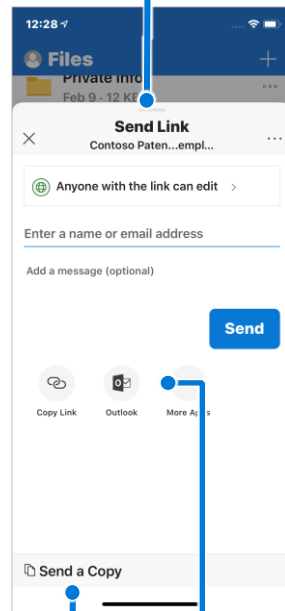 12:28
Files
Private Info
Feb 9 - 12 KB
Send Link
Contoso Paten...empl...
Anyone with the link can edit
Enter a name or email address
Add a message (optional)
Send
Copy Link
Outlook
More Apps
Send a Copy